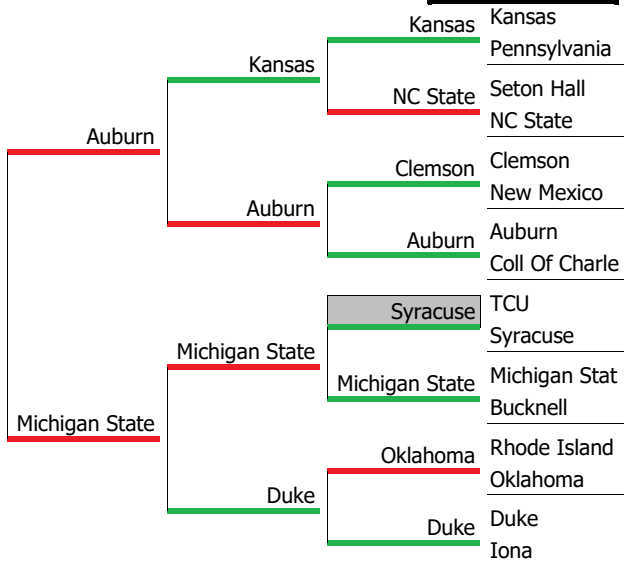 Kansas
Kansas
Pennsylvania
Kansas
NC State
Seton Hall
NC State
Auburn
Clemson
Clemson
New Mexico
Auburn
Auburn
Auburn
Coll Of Charle
Syracuse
TCU
Syracuse
Michigan State
Michigan State
Michigan Stat
Bucknell
Michigan State
Oklahoma
Rhode Island
Oklahoma
Duke
Duke
Duke
Iona